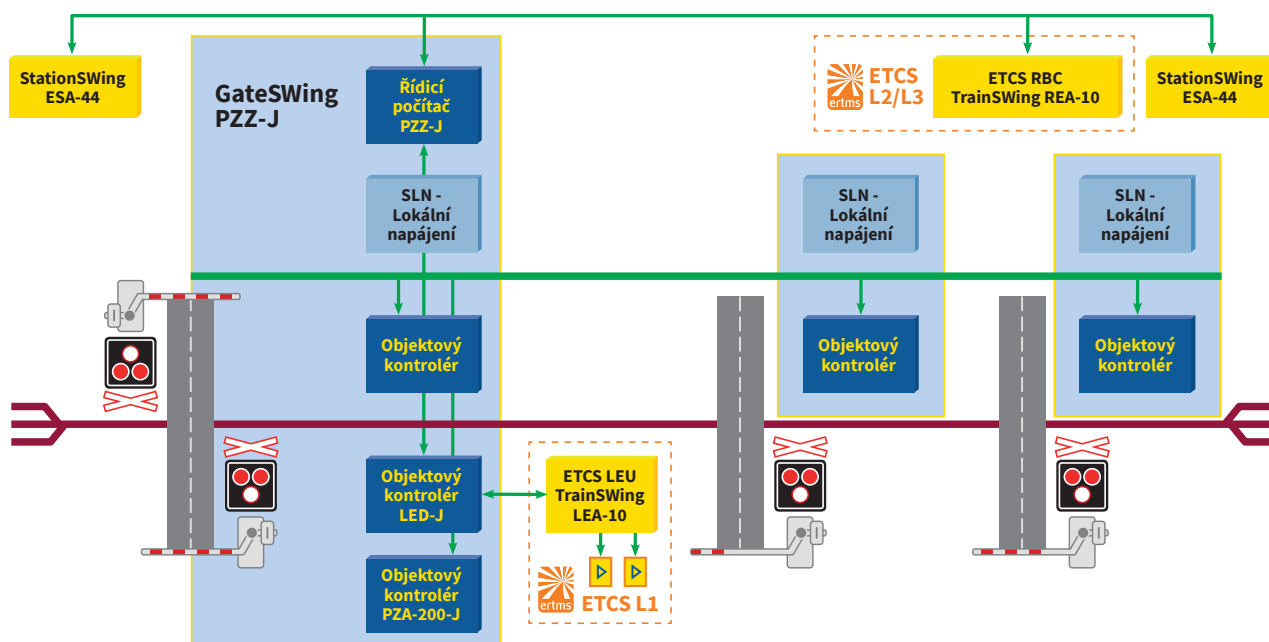 StationSWing
ESA-44
GateSWing
PZZ-J
Řídicí
počítač
PZZ-J
ertms
ETCS
L2/L3
ETCS RBC
TrainSWing REA-10
StationSWing
ESA-44
SLN -
Lokální
napájení
SLN -
Lokální
napájení
SLN -
Lokální
napájení
Objektový
kontrolér
Objektový
kontrolér
Objektový
kontrolér
Objektový
kontrolér
LED-J
ETCS LEU
TrainSWing
LEA-10
Objektový
kontrolér
PZA-200-J
ertms
ETCS L1